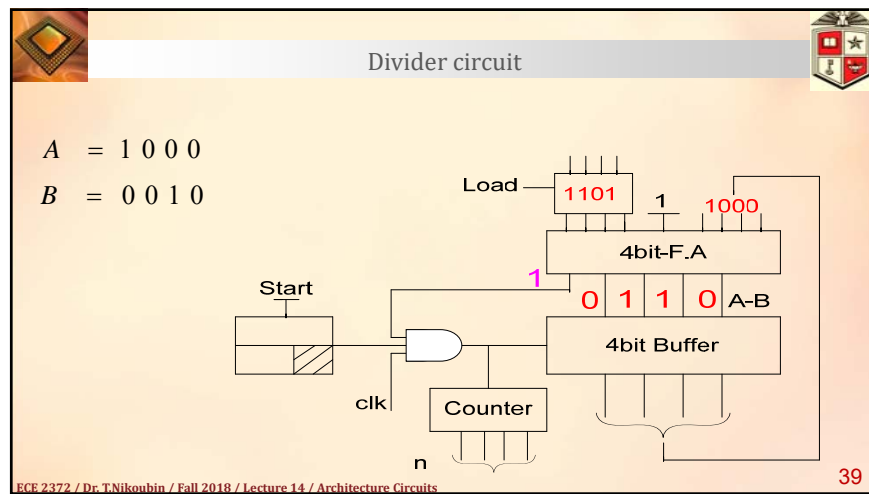 Divider circuit
A = 1 0 0 0
B = 0 0 1 0
Load
1101
1
1000
4bit-F.A
1
0 1 1 0 A-B
Start
4bit Buffer
clk
Counter
n
ECE 2372 / Dr. T.Nikoubin / Fall 2018 / Lecture 14 / Architecture Circuits
39